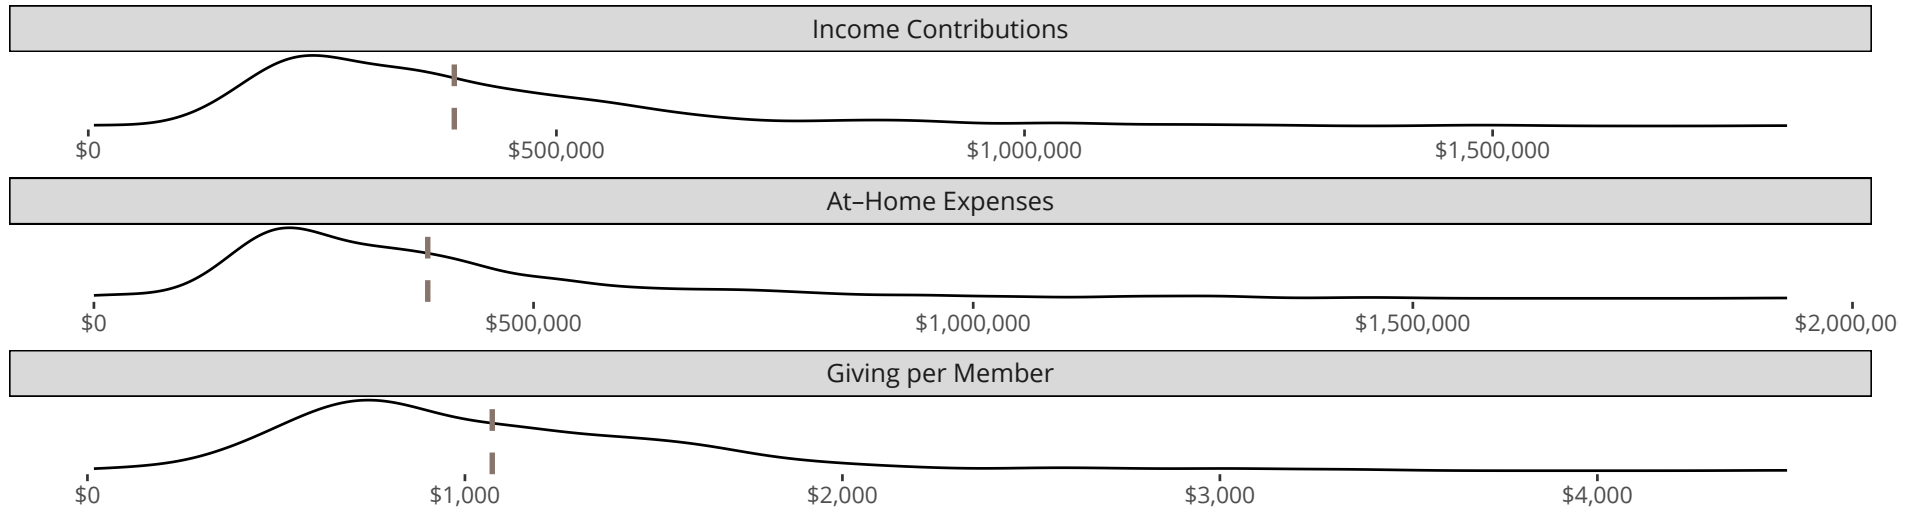 Income Contributions
$0 $500,000 $1,000,000 $1,500,000
At–Home Expenses
$0 $500,000 $1,000,000 $1,500,000 $2,000,00
Giving per Member
$0 $1,000 $2,000 $3,000 $4,000